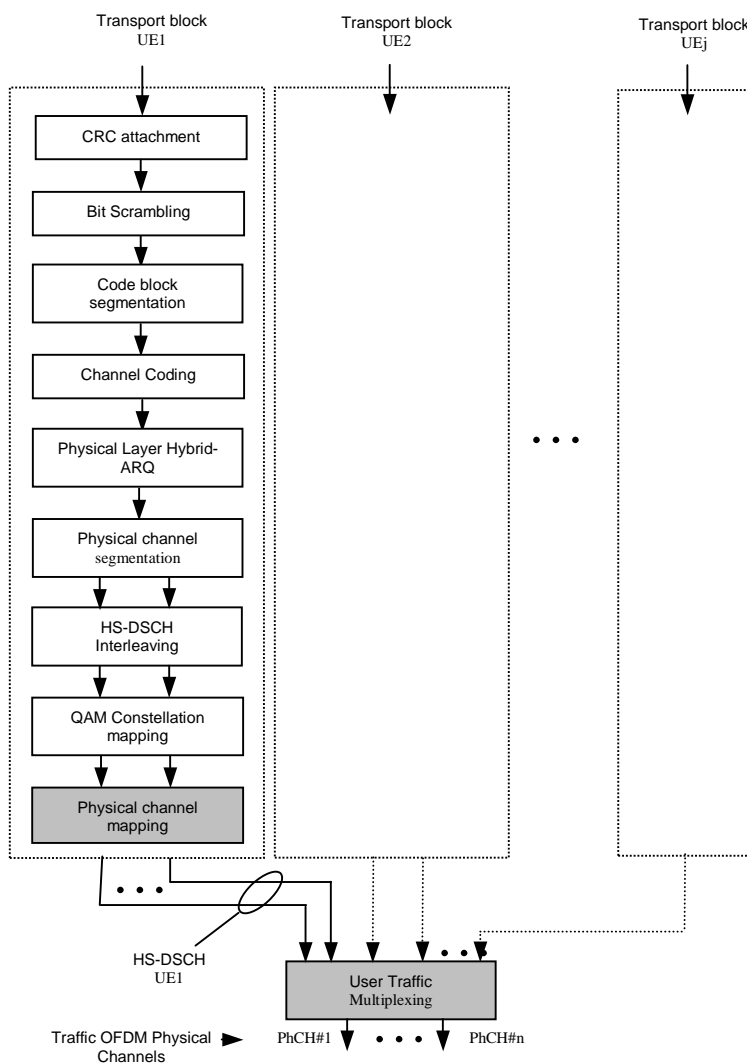 Transport block
UE1
Transport block
UE2
Transport block
UEj
CRC attachment
Bit Scrambling
Code block
segmentation
Channel Coding
Physical Layer Hybrid-
ARQ
Physical channel
segmentation
HS-DSCH
Interleaving
QAM Constellation
mapping
Physical channel
mapping
HS-DSCH
UE1
User Traffic
Multiplexing
Traffic OFDM Physical
Channels
PhCH#1
PhCH#n